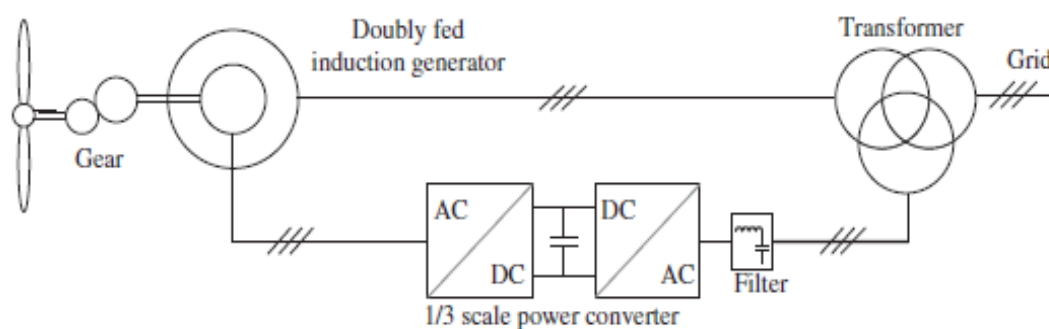 Doubly fed
induction generator
Transformer
Grid
Gear
AC
DC
DC
AC
Filter
1/3 scale power converter